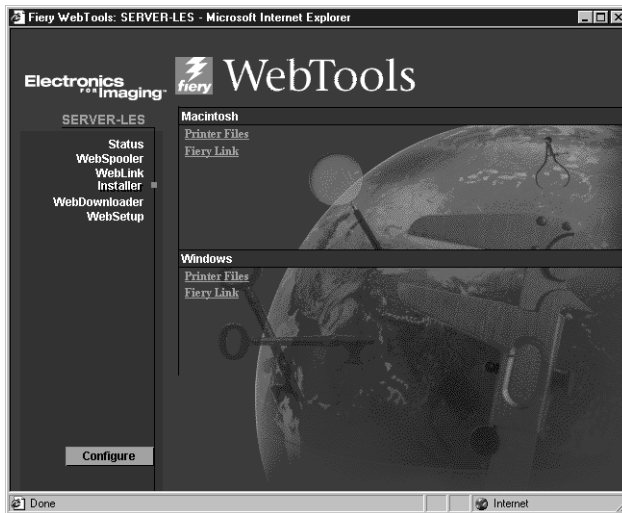 Fiery WebTools: SERVER-LES - Microsoft Internet Explorer
Electronics
FOR Imaging™
fiery
WebTools
SERVER-LES
Status
WebSpooler
WebLink
Installer
WebDownloader
WebSetup
Configure
Macintosh
Printer Files
Fiery Link
Windows
Printer Files
Fiery Link
Done
Internet